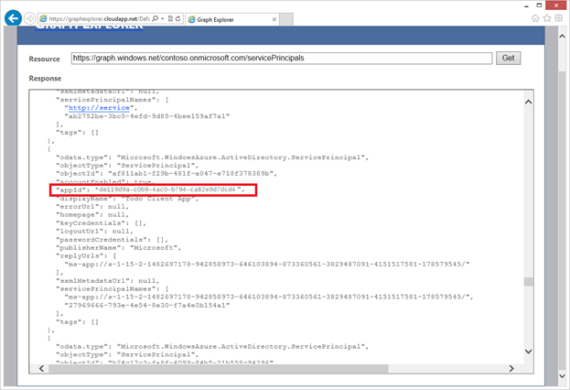 https://graphexplorer.cloudapp.net/Defa
Graph Explorer
GRAPH EXPLORER
Resource
https://graph.windows.net/contoso.onmicrosoft.com/servicePrincipals
Get
Response
"samlMetadataUrl": null,
"servicePrincipalNames": [
"http://service",
"ab2752be-3bc5-4efd-9d85-4bee159af7a1"
],
"tags": []
},
{
"odata.type": "Microsoft.WindowsAzure.ActiveDirectory.ServicePrincipal",
"objectType": "ServicePrincipal",
"objectId": "af811ab1-f29b-481f-a047-e718f378389b",
"accountEnabled": true,
"appId": "de119d9a-c0b9-4ac0-b794-ca82e9d7dcd4",
"displayName": "Todo Client App",
"errorUrl": null,
"homepage": null,
"keyCredentials": [],
"logoutUrl": null,
"passwordCredentials": [],
"publisherName": "Microsoft",
"replyUrls": [
"ms-app://s-1-15-2-1482697178-942858973-646103894-873360561-3829487091-4151517581-178579545/"
],
"samlMetadataUrl": null,
"servicePrincipalNames": [
"ms-app://s-1-15-2-1482697178-942858973-646103894-873360561-3829487091-4151517581-178579545/",
"27969666-793e-4e54-8e30-f7a4e0b154a1"
],
"tags": []
},
{
"odata.type": "Microsoft.WindowsAzure.ActiveDirectory.ServicePrincipal",
"objectType": "ServicePrincipal",